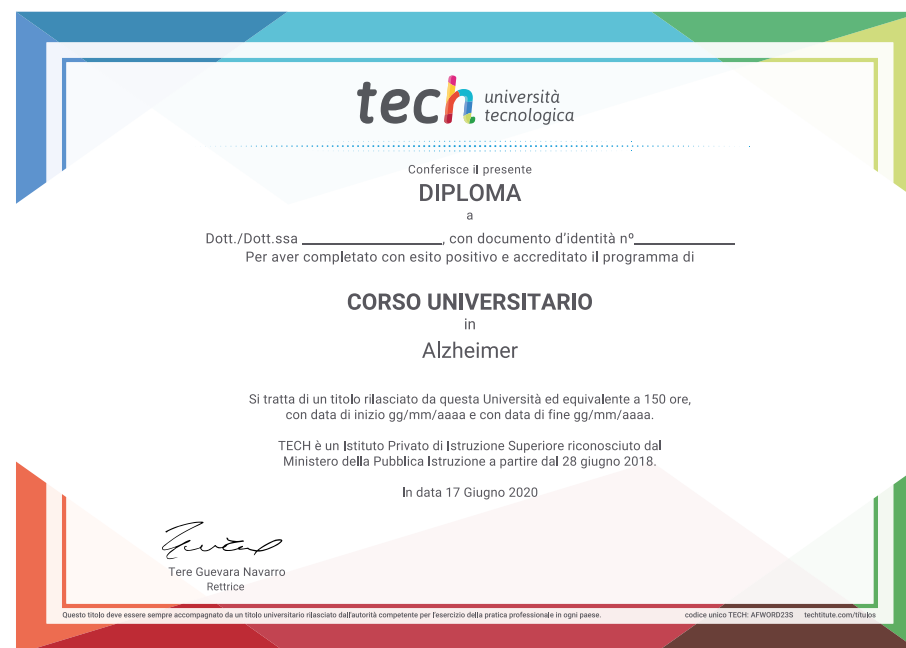 tech università
tecnologica
Conferisce il presente
DIPLOMA
a
Dott./Dott.ssa ________________, con documento d'identità nº____________
Per aver completato con esito positivo e accreditato il programma di
CORSO UNIVERSITARIO
in
Alzheimer
Si tratta di un titolo rilasciato da questa Università ed equivalente a 150 ore,
con data di inizio gg/mm/aaaa e con data di fine gg/mm/aaaa.
TECH è un Istituto Privato di Istruzione Superiore riconosciuto dal
Ministero della Pubblica Istruzione a partire dal 28 giugno 2018.
In data 17 Giugno 2020
Tere Guevara Navarro
Rettrice
Questo titolo deve essere sempre accompagnato da un titolo universitario rilasciato dall'autorità competente per l'esercizio della pratica professionale in ogni paese. codice unico TECH: AFWORD23S techtitute.com/títulos